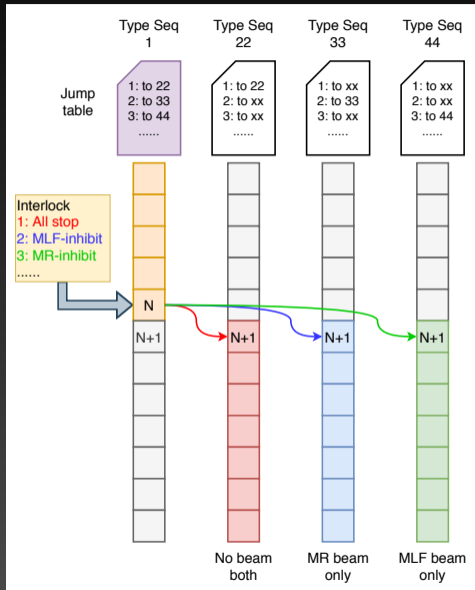 Type Seq
1
Type Seq
22
Type Seq
33
Type Seq
44
Jump
table
1: to 22
2: to 33
3: to 44
......
1: to 22
2: to xx
3: to xx
......
1: to xx
2: to 33
3: to xx
......
1: to xx
2: to xx
3: to 44
......
Interlock
1: All stop
2: MLF-inhibit
3: MR-inhibit
......
N
N+1
N+1
N+1
N+1
No beam
both
MR beam
only
MLF beam
only